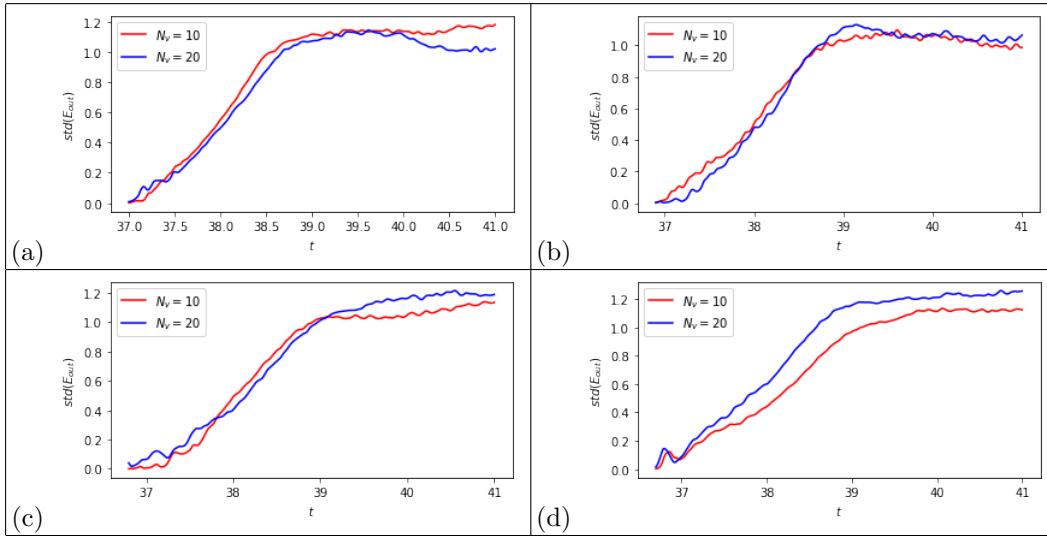 1.2
1.0
0.8
0.6
0.4
0.2
0.0
std(E_out)
N_v = 10
N_v = 20
37.0 37.5 38.0 38.5 39.0 39.5 40.0 40.5 41.0
t
(a)
1.0
0.8
0.6
0.4
0.2
0.0
std(E_out)
N_v = 10
N_v = 20
37 38 39 40 41
t
(b)
1.2
1.0
0.8
0.6
0.4
0.2
0.0
std(E_out)
N_v = 10
N_v = 20
37 38 39 40 41
t
(c)
1.2
1.0
0.8
0.6
0.4
0.2
0.0
std(E_out)
N_v = 10
N_v = 20
37 38 39 40 41
t
(d)